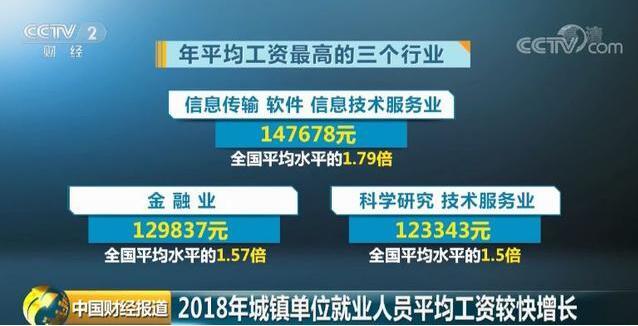 CCTV 2
财经
CCTV.com
年平均工资最高的三个行业
信息传输 软件 信息技术服务业
147678元
全国平均水平的1.79倍
金融业
129837元
全国平均水平的1.57倍
科学研究 技术服务业
123343元
全国平均水平的1.5倍
中国财经报道
2018年城镇单位就业人员平均工资较快增长